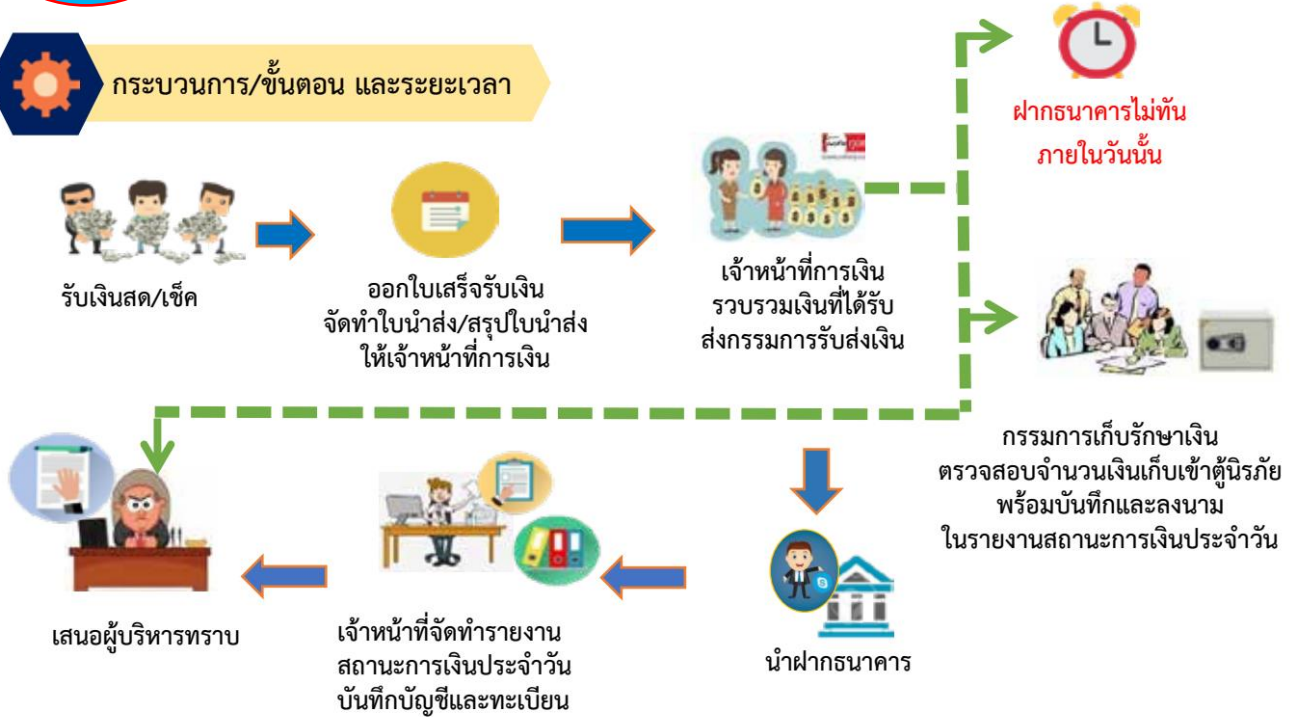 กระบวนการ/ขั้นตอน และระยะเวลา
ฝากธนาคารไม่ทัน
ภายในวันนั้น
รับเงินสด/เช็ค
ออกใบเสร็จรับเงิน
จัดทำใบนำส่ง/สรุปใบนำส่ง
ให้เจ้าหน้าที่การเงิน
เจ้าหน้าที่การเงิน
รวบรวมเงินที่ได้รับ
ส่งกรรมการรับส่งเงิน
กรรมการเก็บรักษาเงิน
ตรวจสอบจำนวนเงินเก็บเข้าตู้นิรภัย
พร้อมบันทึกและลงนาม
ในรายงานสถานะการเงินประจำวัน
เสนอผู้บริหารทราบ
เจ้าหน้าที่จัดทำรายงาน
สถานะการเงินประจำวัน
บันทึกบัญชีและทะเบียน
นำฝากธนาคาร